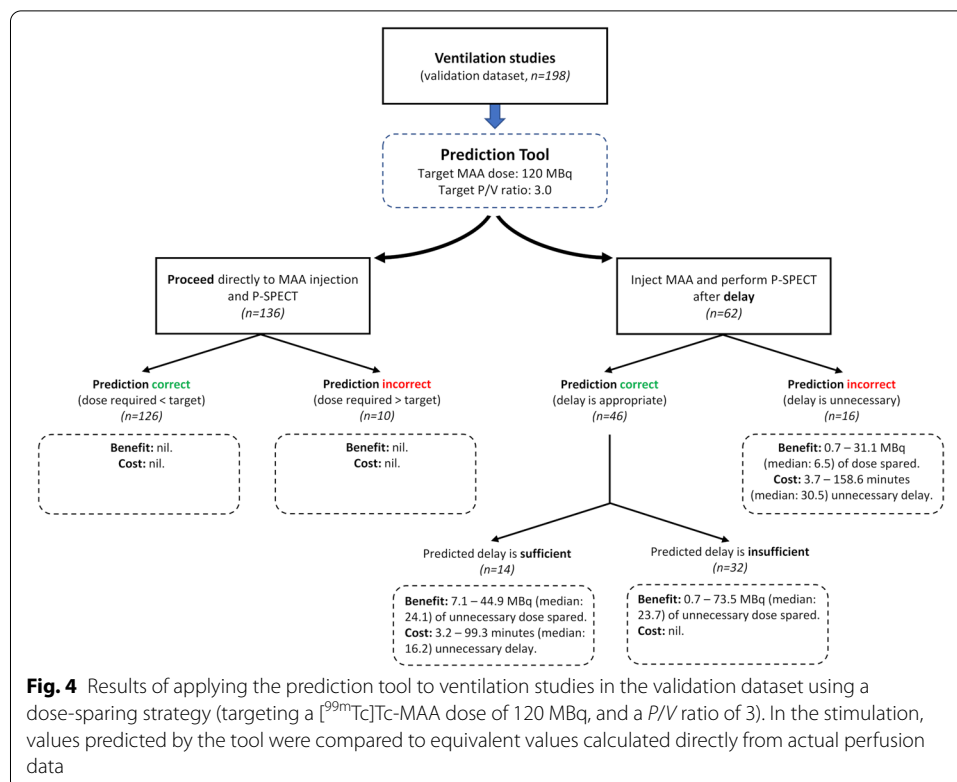 Ventilation studies
(validation dataset, n=198)
Prediction Tool
Target MAA dose: 120 MBq
Target P/V ratio: 3.0
Proceed directly to MAA injection
and P-SPECT
(n=136)
Inject MAA and perform P-SPECT
after delay
(n=62)
Prediction correct
(dose required < target)
(n=126)
Prediction incorrect
(dose required > target)
(n=10)
Prediction correct
(delay is appropriate)
(n=46)
Prediction incorrect
(delay is unnecessary)
(n=16)
Benefit: nil.
Cost: nil.
Benefit: nil.
Cost: nil.
Benefit: 0.7 – 31.1 MBq
(median: 6.5) of dose spared.
Cost: 3.7 – 158.6 minutes
(median: 30.5) unnecessary delay.
Predicted delay is sufficient
(n=14)
Predicted delay is insufficient
(n=32)
Benefit: 7.1 – 44.9 MBq (median:
24.1) of unnecessary dose spared.
Cost: 3.2 – 99.3 minutes (median:
16.2) unnecessary delay.
Benefit: 0.7 – 73.5 MBq (median:
23.7) of unnecessary dose spared.
Cost: nil.
Fig. 4 Results of applying the prediction tool to ventilation studies in the validation dataset using a
dose-sparing strategy (targeting a [99mTc]Tc-MAA dose of 120 MBq, and a P/V ratio of 3). In the stimulation,
values predicted by the tool were compared to equivalent values calculated directly from actual perfusion
data